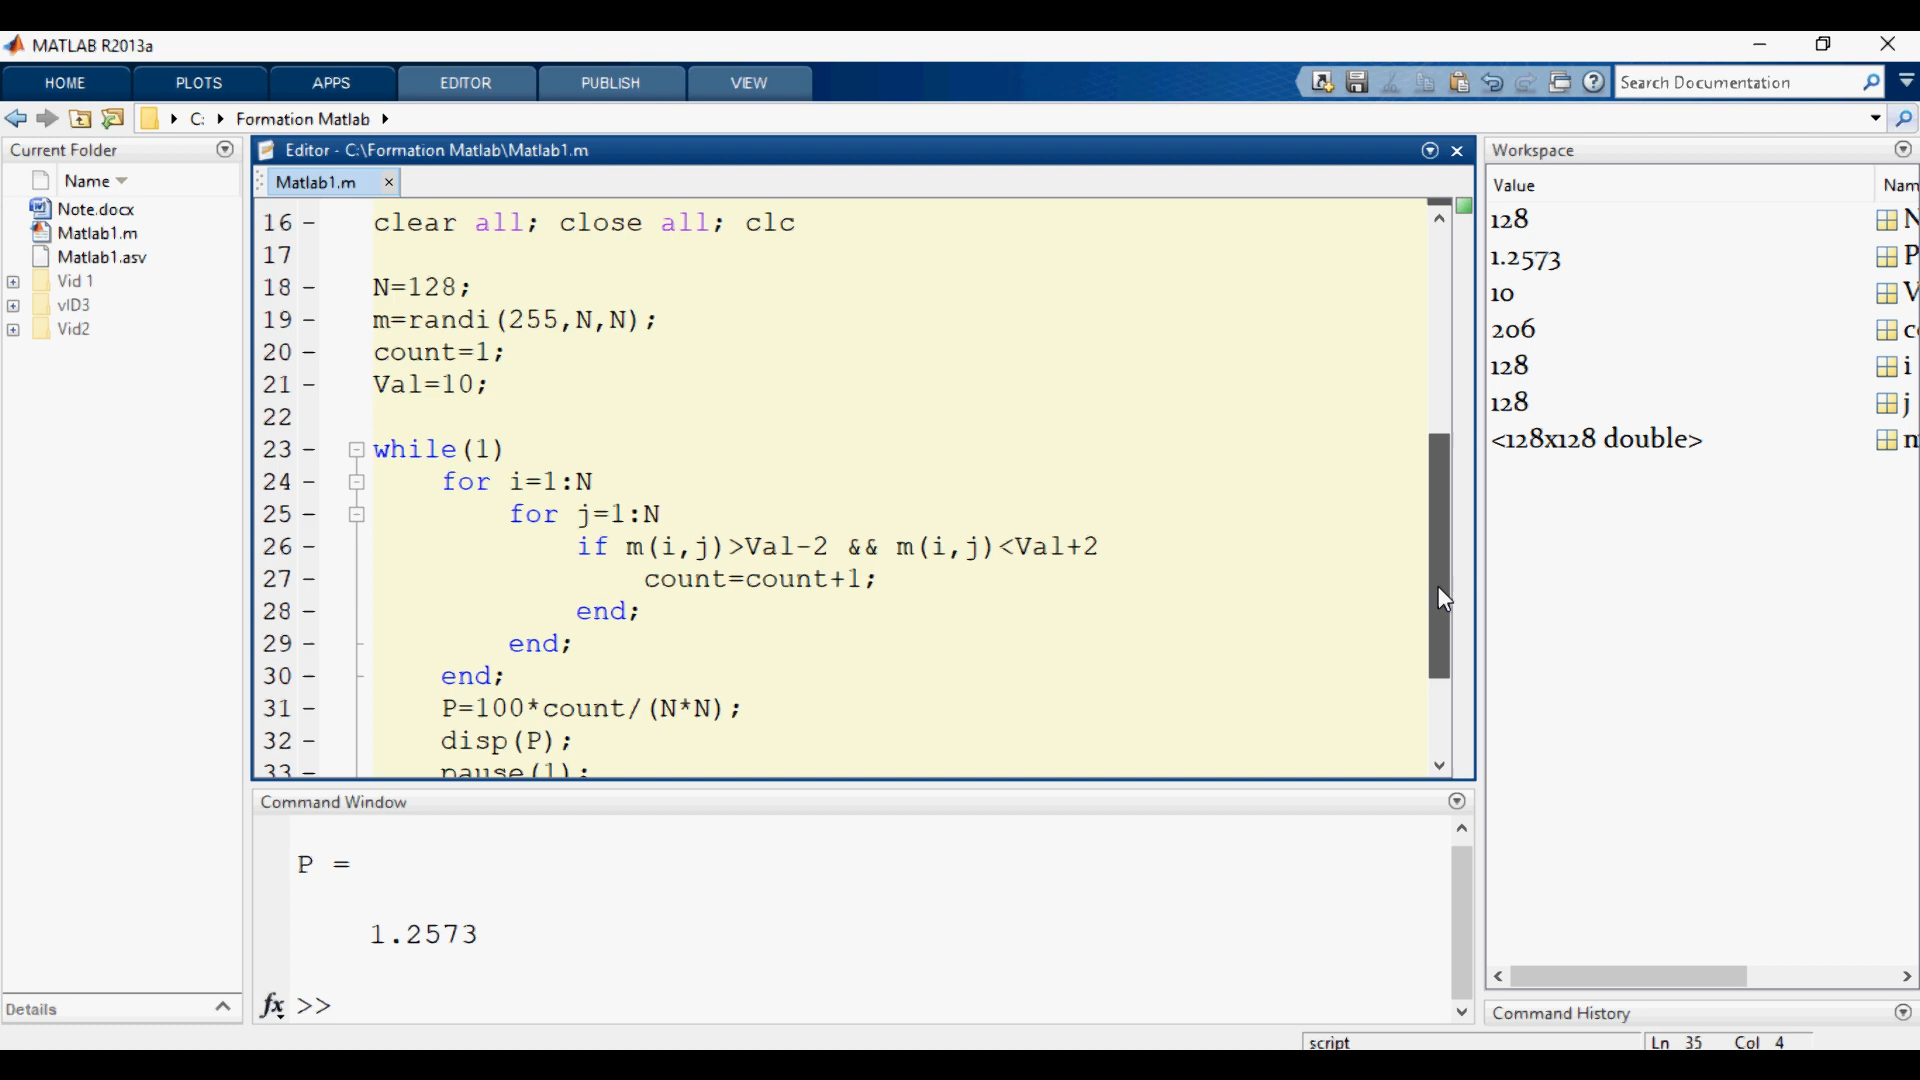 MATLAB R2013a
HOME PLOTS APPS EDITOR PUBLISH VIEW
Search Documentation
C: Formation Matlab
Current Folder
Name
Note.docx
Matlab1.m
Matlab1.asv
Vid 1
vID3
Vid2
Details
Editor - C:\Formation Matlab\Matlab1.m
Matlab1.m
16 - clear all; close all; clc
17
18 - N=128;
19 - m=randi(255,N,N);
20 - count=1;
21 - Val=10;
22
23 - while(1)
24 - for i=1:N
25 - for j=1:N
26 - if m(i,j)>Val-2 && m(i,j)<Val+2
27 - count=count+1;
28 - end;
29 - end;
30 - end;
31 - P=100*count/(N*N);
32 - disp(P);
33 - pause(1);
Command Window
P =
1.2573
fx >>
Workspace
Value Nam
128 N
1.2573 P
10 V
206 c
128 i
128 j
<128x128 double>
Command History
script Ln 35 Col 4